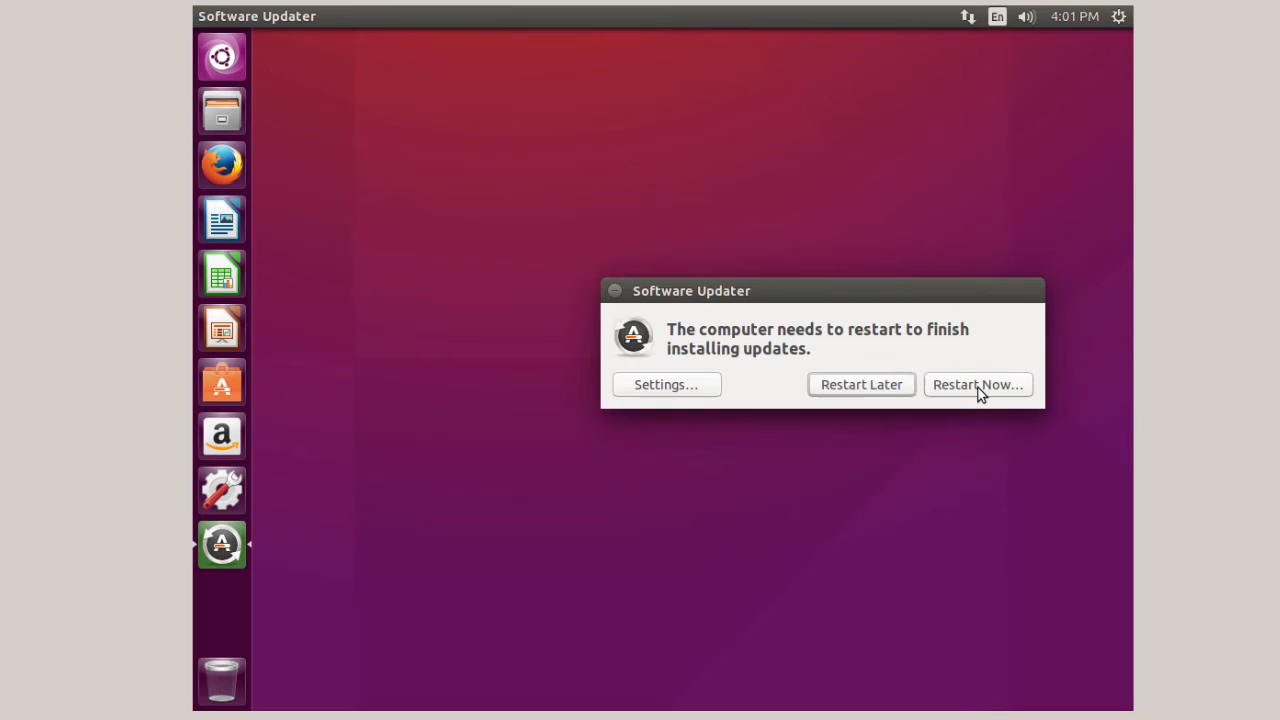 Software Updater
En
4:01 PM
Software Updater
The computer needs to restart to finish
installing updates.
Settings...
Restart Later
Restart Now...